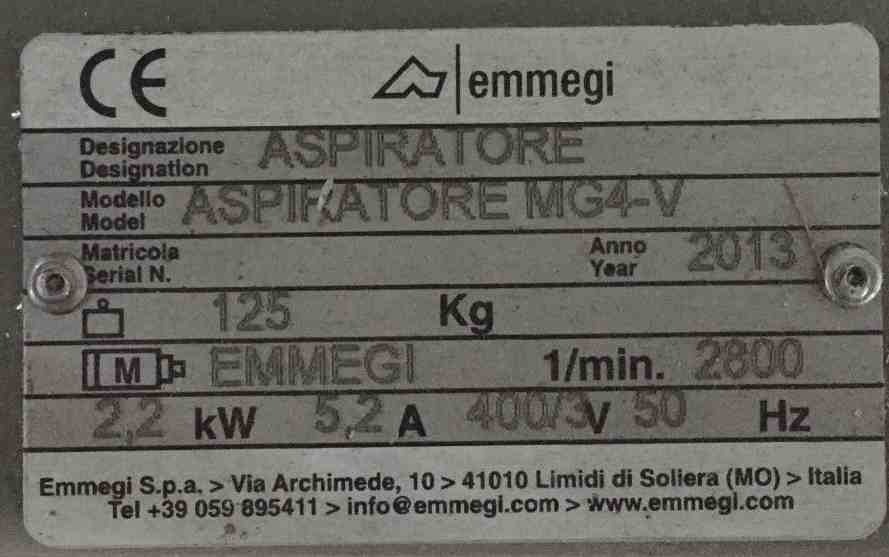 CE emmegi
Designazione ASPIRATORE
Designation
Modello ASPIRATORE MG4-V
Model
Matricola Anno 2013
Serial N. Year
125 Kg
M EMMEGI 1/min. 2800
2,2 kW 5,2 A 400/3 V 50 Hz
Emmegi S.p.a. > Via Archimede, 10 > 41010 Limidi di Soliera (MO) > Italia
Tel +39 059 895411 > info@emmegi.com > www.emmegi.com